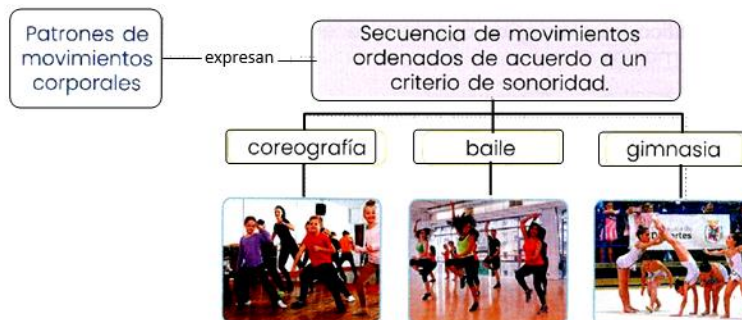 Patrones de
movimientos
corporales
expresan
Secuencia de movimientos
ordenados de acuerdo a un
criterio de sonoridad.
coreografía
baile
gimnasia